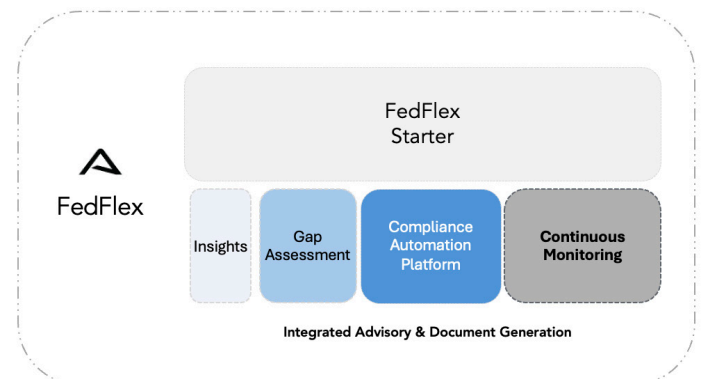 FedFlex
Starter
FedFlex
Insights
Gap
Assessment
Compliance
Automation
Platform
Continuous
Monitoring
Integrated Advisory & Document Generation